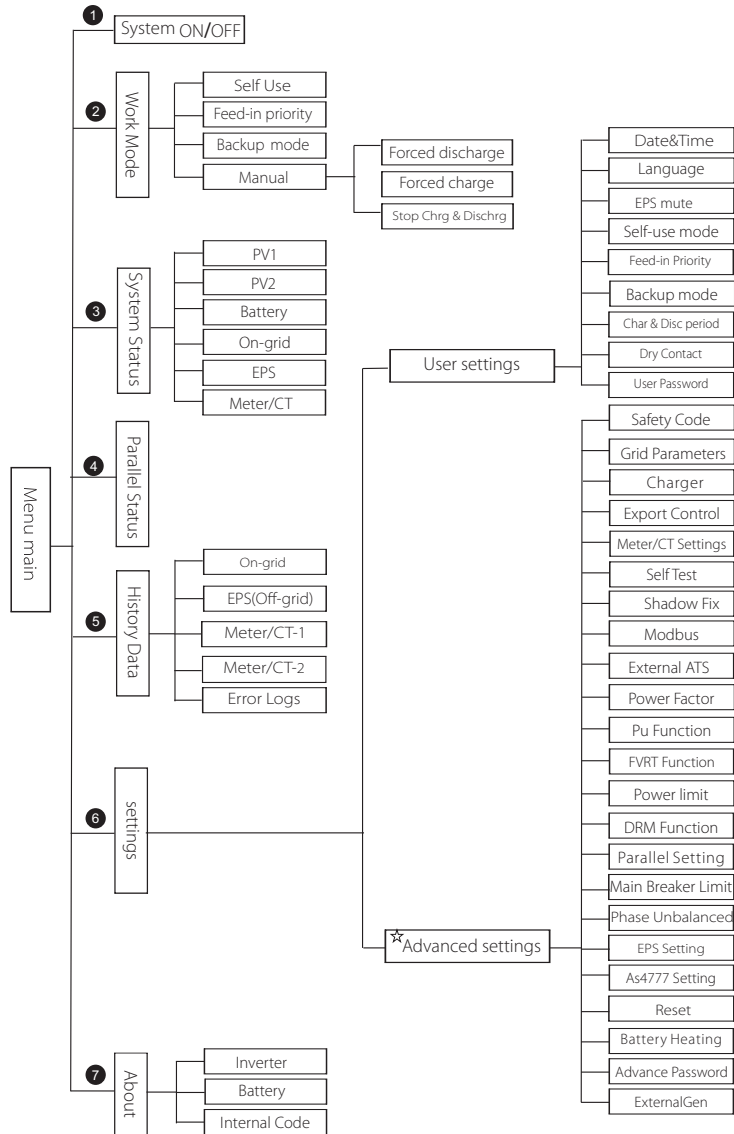 1
System ON/OFF
2
Work Mode
Self Use
Feed-in priority
Backup mode
Manual
Forced discharge
Forced charge
Stop Chrg & Dischrg
3
System Status
PV1
PV2
Battery
On-grid
EPS
Meter/CT
4
Parallel Status
Menu main
5
History Data
On-grid
EPS(Off-grid)
Meter/CT-1
Meter/CT-2
Error Logs
6
settings
User settings
Date&Time
Language
EPS mute
Self-use mode
Feed-in Priority
Backup mode
Char & Disc period
Dry Contact
User Password
☆Advanced settings
Safety Code
Grid Parameters
Charger
Export Control
Meter/CT Settings
Self Test
Shadow Fix
Modbus
External ATS
Power Factor
Pu Function
FVRT Function
Power limit
DRM Function
Parallel Setting
Main Breaker Limit
Phase Unbalanced
EPS Setting
As4777 Setting
Reset
Battery Heating
Advance Password
ExternalGen
7
About
Inverter
Battery
Internal Code